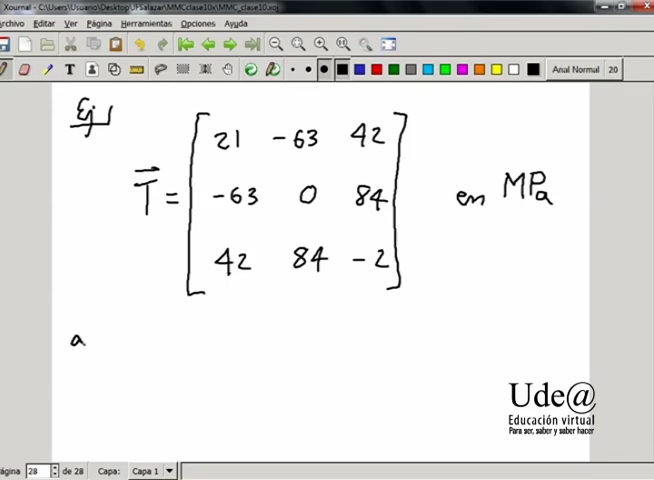 Xournal - C:\Users\Usuario\Desktop\JFSalazar\MMCclase10x\MMC_clase10.xoj
Archivo Editar Ver Página Herramientas Opciones Ayuda
T Anal Normal 20
Ej 1
T = [ 21 -63 42
-63 0 84
42 84 -2 ] en MPa
a
Ude@
Educación virtual
Para ser, saber y saber hacer
ágina 28 de 28 Capa: Capa 1